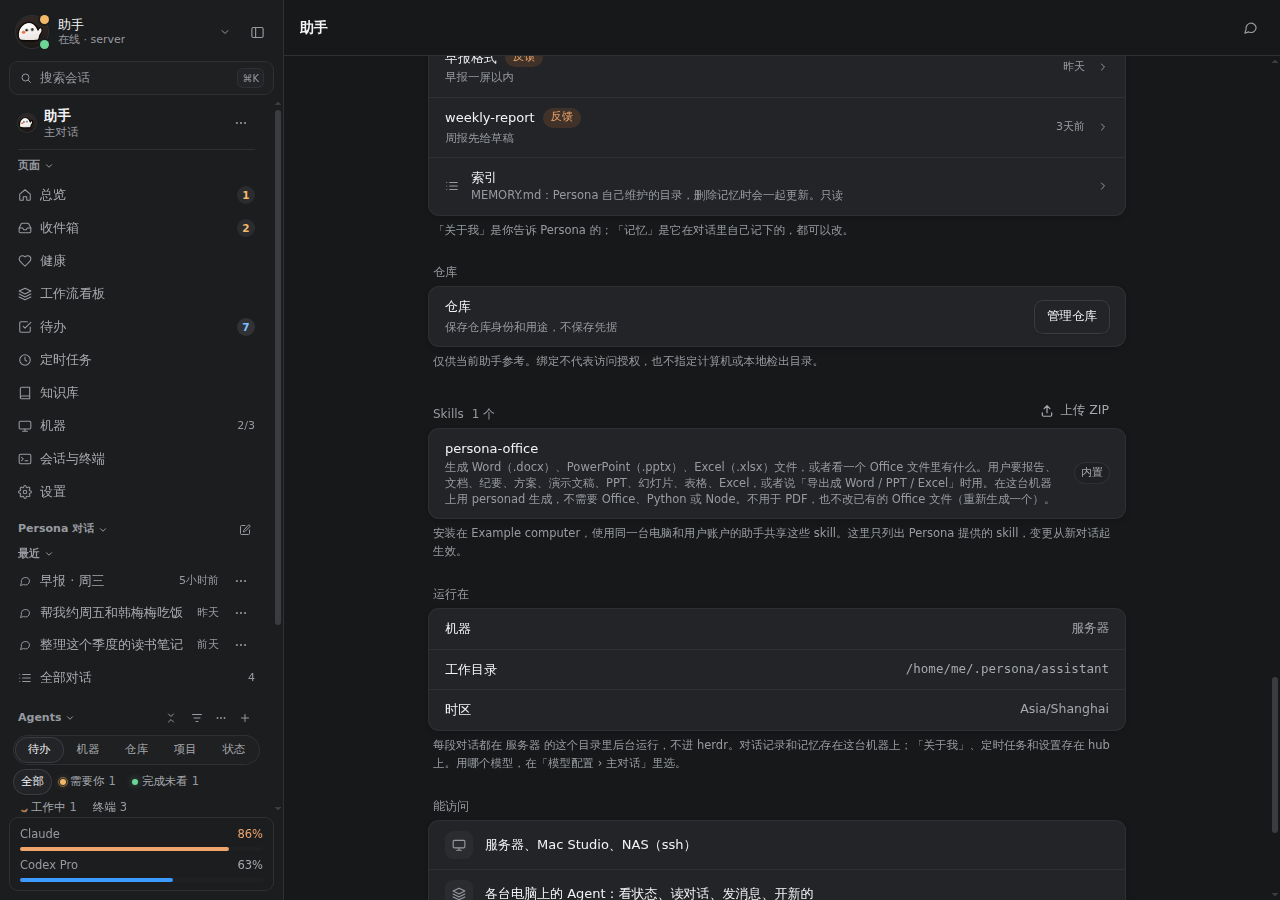 助手
在线 · server
搜索会话
⌘K
助手
主对话
页面
总览
1
收件箱
2
健康
工作流看板
待办
7
定时任务
知识库
机器
2/3
会话与终端
设置
Persona 对话
最近
早报 · 周三
5小时前
帮我约周五和韩梅梅吃饭
昨天
整理这个季度的读书笔记
前天
全部对话
4
Agents
待办
机器
仓库
项目
状态
全部
需要你 1
完成未看 1
工作中 1
终端 3
Claude
86%
Codex Pro
63%
助手
早报格式
反馈
早报一屏以内
昨天
weekly-report
反馈
周报先给草稿
3天前
索引
MEMORY.md：Persona 自己维护的目录，删除记忆时会一起更新。只读
「关于我」是你告诉 Persona 的；「记忆」是它在对话里自己记下的，都可以改。
仓库
仓库
保存仓库身份和用途，不保存凭据
管理仓库
仅供当前助手参考。绑定不代表访问授权，也不指定计算机或本地检出目录。
Skills 1 个
上传 ZIP
persona-office
生成 Word（.docx）、PowerPoint（.pptx）、Excel（.xlsx）文件，或者看一个 Office 文件里有什么。用户要报告、
文档、纪要、方案、演示文稿、PPT、幻灯片、表格、Excel，或者说「导出成 Word / PPT / Excel」时用。在这台机器
上用 personad 生成，不需要 Office、Python 或 Node。不用于 PDF，也不改已有的 Office 文件（重新生成一个）。
内置
安装在 Example computer，使用同一台电脑和用户账户的助手共享这些 skill。这里只列出 Persona 提供的 skill，变更从新对话起
生效。
运行在
机器
服务器
工作目录
/home/me/.persona/assistant
时区
Asia/Shanghai
每段对话都在 服务器 的这个目录里后台运行，不进 herdr。对话记录和记忆存在这台机器上；「关于我」、定时任务和设置存在 hub
上。用哪个模型，在「模型配置 › 主对话」里选。
能访问
服务器、Mac Studio、NAS（ssh）
各台电脑上的 Agent：看状态、读对话、发消息、开新的